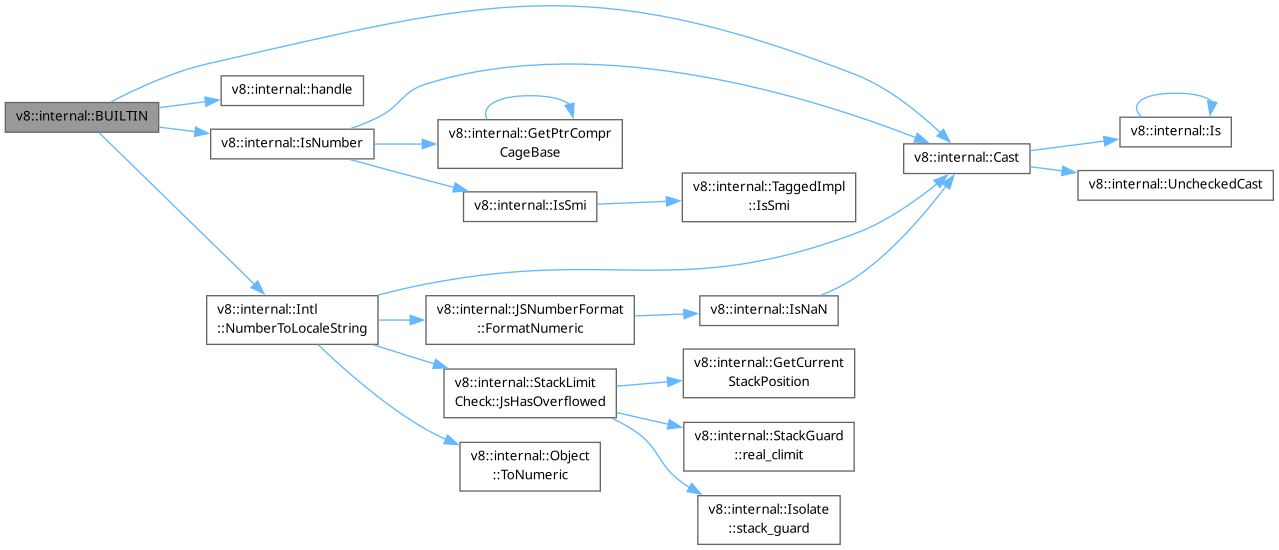 v8::internal::BUILTIN
v8::internal::handle
v8::internal::IsNumber
v8::internal::GetPtrCompr
CageBase
v8::internal::IsSmi
v8::internal::TaggedImpl
::IsSmi
v8::internal::Cast
v8::internal::Is
v8::internal::UncheckedCast
v8::internal::Intl
::NumberToLocaleString
v8::internal::JSNumberFormat
::FormatNumeric
v8::internal::IsNaN
v8::internal::StackLimit
Check::JsHasOverflowed
v8::internal::GetCurrent
StackPosition
v8::internal::StackGuard
::real_climit
v8::internal::Object
::ToNumeric
v8::internal::Isolate
::stack_guard